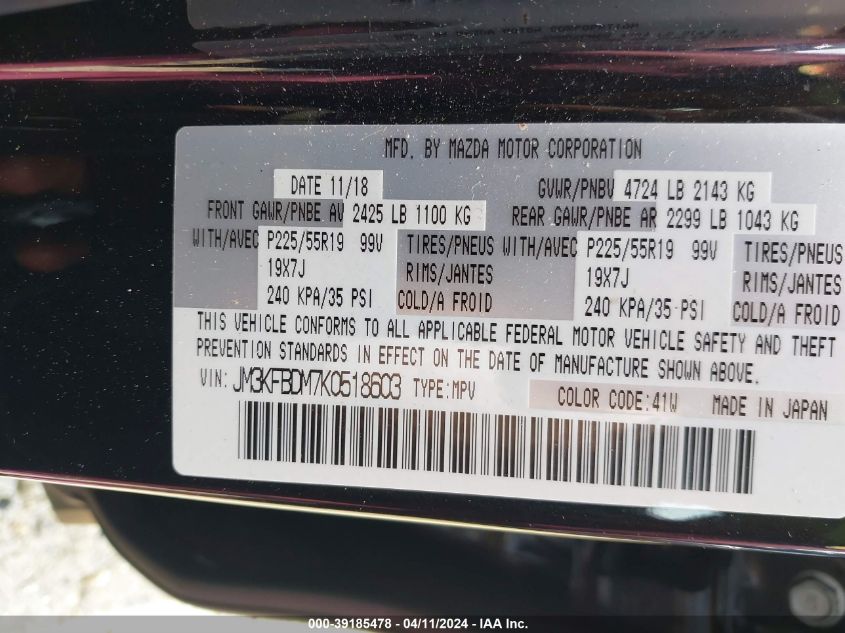 MFD. BY MAZDA MOTOR CORPORATION
DATE 11/18 GVWR/PNBV 4724 LB 2143 KG
FRONT GAWR/PNBE AV 2425 LB 1100 KG REAR GAWR/PNBE AR 2299 LB 1043 KG
WITH/AVEC P225/55R19 99V TIRES/PNEUS WITH/AVEC P225/55R19 99V TIRES/PNEUS
19X7J RIMS/JANTES 19X7J RIMS/JANTES
240 KPA/35 PSI COLD/A FROID 240 KPA/35 PSI COLD/A FROID
THIS VEHICLE CONFORMS TO ALL APPLICABLE FEDERAL MOTOR VEHICLE SAFETY AND THEFT
PREVENTION STANDARDS IN EFFECT ON THE DATE OF MANUFACTURE SHOWN ABOVE.
VIN: JM3KFBDM7K0518603 TYPE:MPV COLOR CODE:41W MADE IN JAPAN
000-39185478 - 04/11/2024 - IAA Inc.